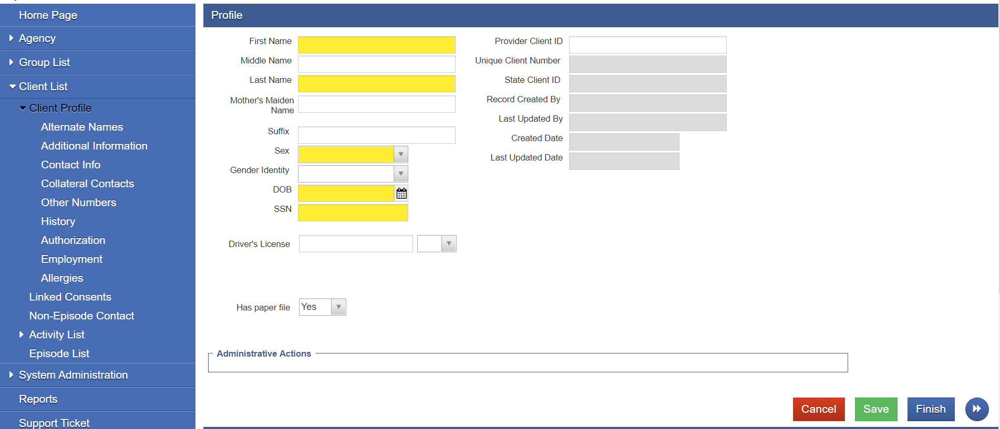 Home Page
Agency
Group List
Client List
Client Profile
Alternate Names
Additional Information
Contact Info
Collateral Contacts
Other Numbers
History
Authorization
Employment
Allergies
Linked Consents
Non-Episode Contact
Activity List
Episode List
System Administration
Reports
Support Ticket
Profile
First Name
Middle Name
Last Name
Mother's Maiden
Name
Suffix
Sex
Gender Identity
DOB
SSN
Driver's License
Has paper file
Yes
Provider Client ID
Unique Client Number
State Client ID
Record Created By
Last Updated By
Created Date
Last Updated Date
Administrative Actions
Cancel
Save
Finish